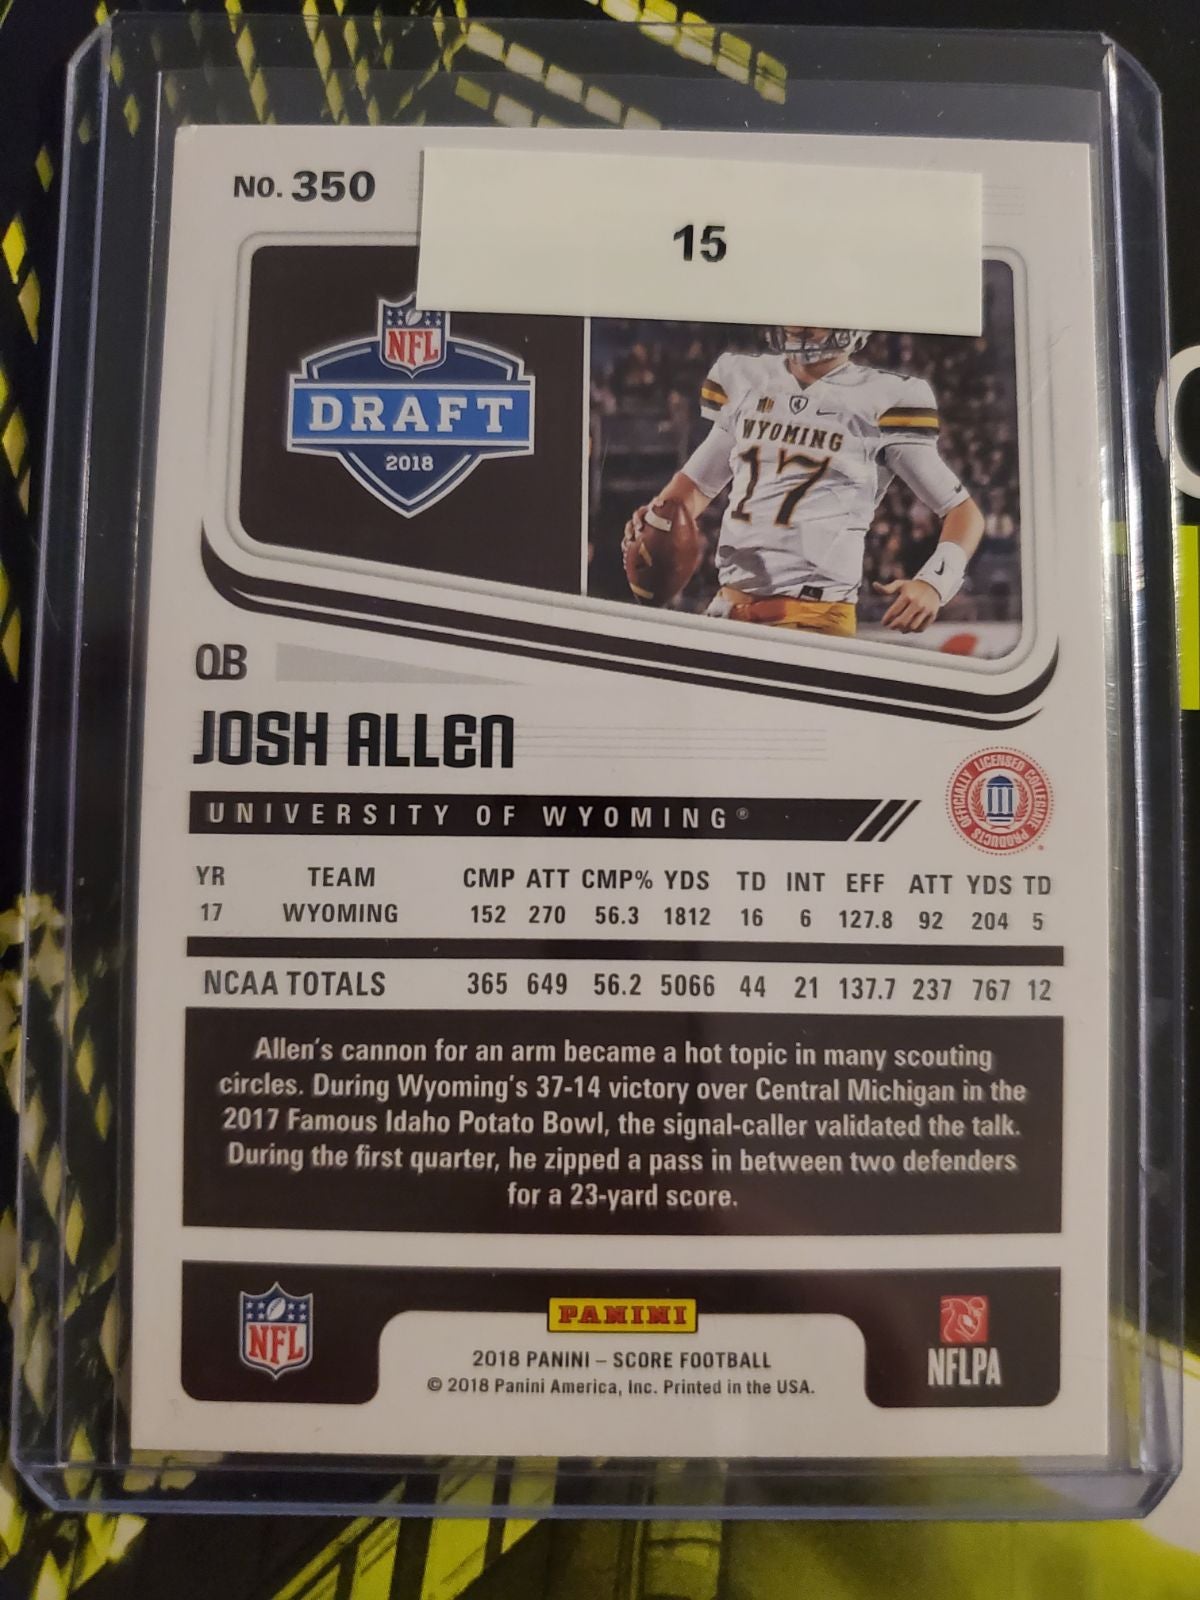 NO. 350
15
NFL
DRAFT
2018
WYOMING
17
QB
JOSH ALLEN
UNIVERSITY OF WYOMING®
OFFICIALLY LICENSED COLLEGIATE PRODUCTS
YR TEAM CMP ATT CMP% YDS TD INT EFF ATT YDS TD
17 WYOMING 152 270 56.3 1812 16 6 127.8 92 204 5
NCAA TOTALS 365 649 56.2 5066 44 21 137.7 237 767 12
Allen's cannon for an arm became a hot topic in many scouting
circles. During Wyoming's 37-14 victory over Central Michigan in the
2017 Famous Idaho Potato Bowl, the signal-caller validated the talk.
During the first quarter, he zipped a pass in between two defenders
for a 23-yard score.
NFL
PANINI
NFLPA
2018 PANINI – SCORE FOOTBALL
© 2018 Panini America, Inc. Printed in the USA.